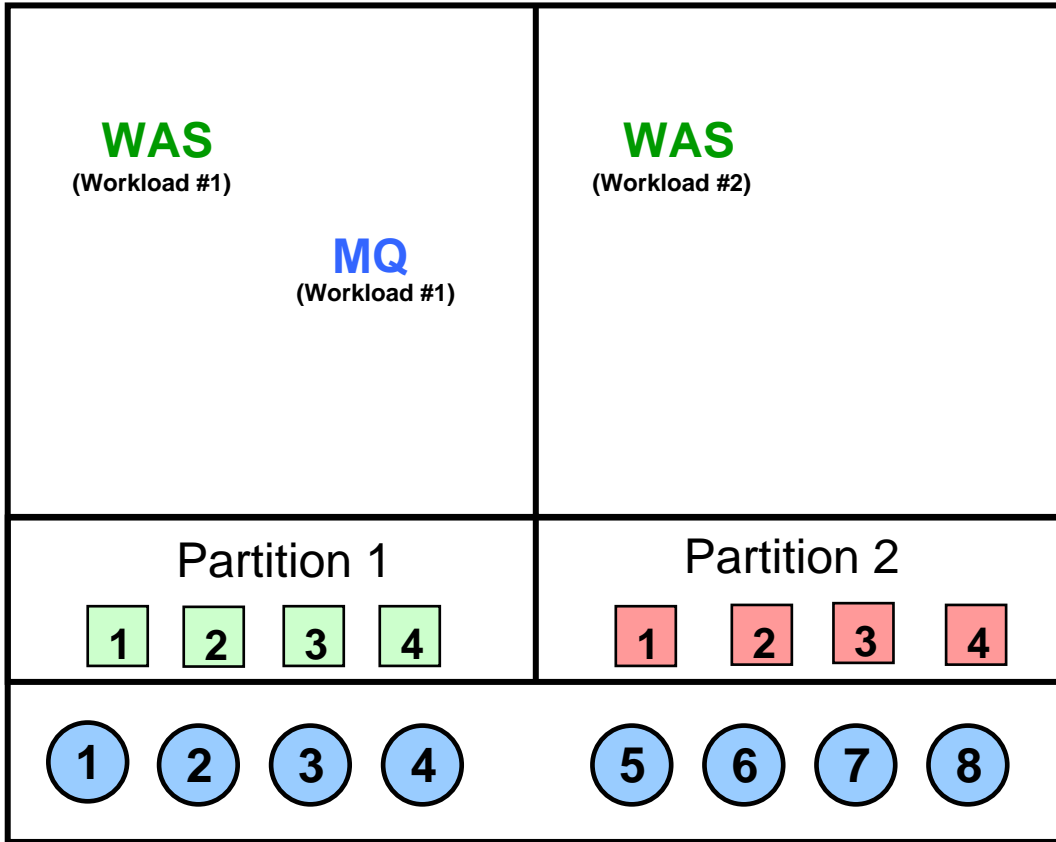 WAS
(Workload #1)
MQ
(Workload #1)
WAS
(Workload #2)
Partition 1
1 2 3 4
Partition 2
1 2 3 4
1 2 3 4 5 6 7 8